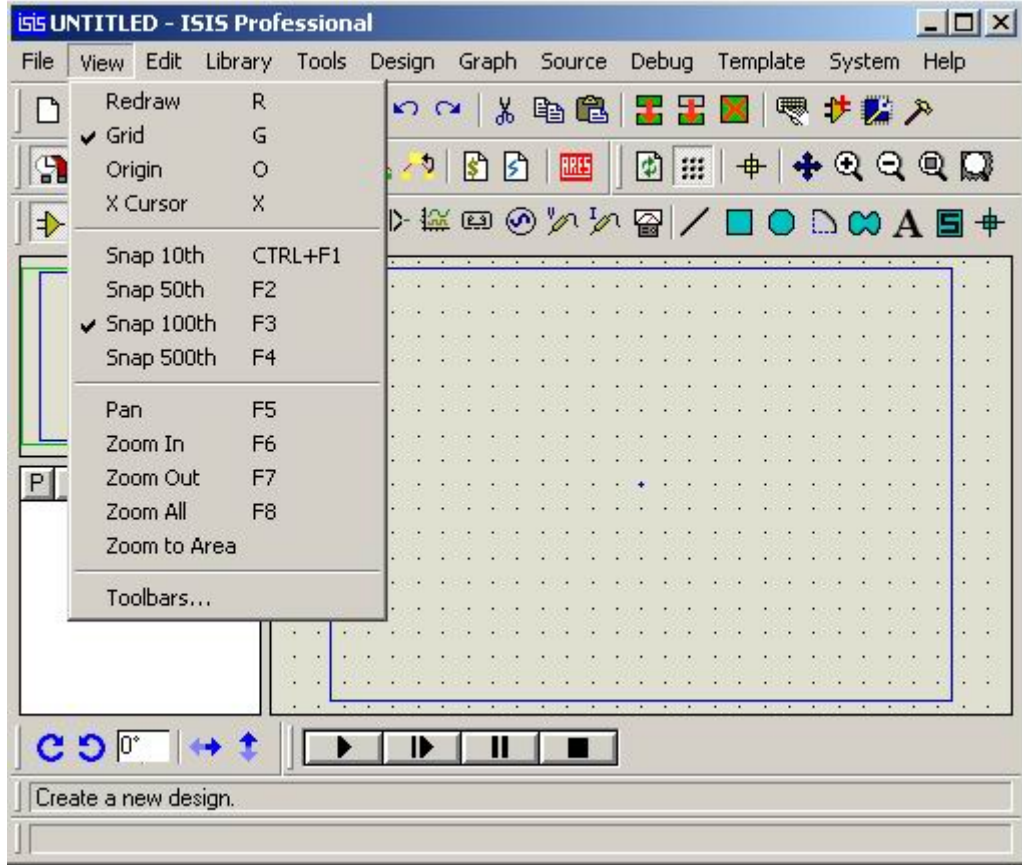 isis UNTITLED - ISIS Professional
File View Edit Library Tools Design Graph Source Debug Template System Help
Redraw R
Grid G
Origin O
X Cursor X
Snap 10th CTRL+F1
Snap 50th F2
Snap 100th F3
Snap 500th F4
Pan F5
Zoom In F6
Zoom Out F7
Zoom All F8
Zoom to Area
Toolbars...
ARES
A S
P
0°
Create a new design.